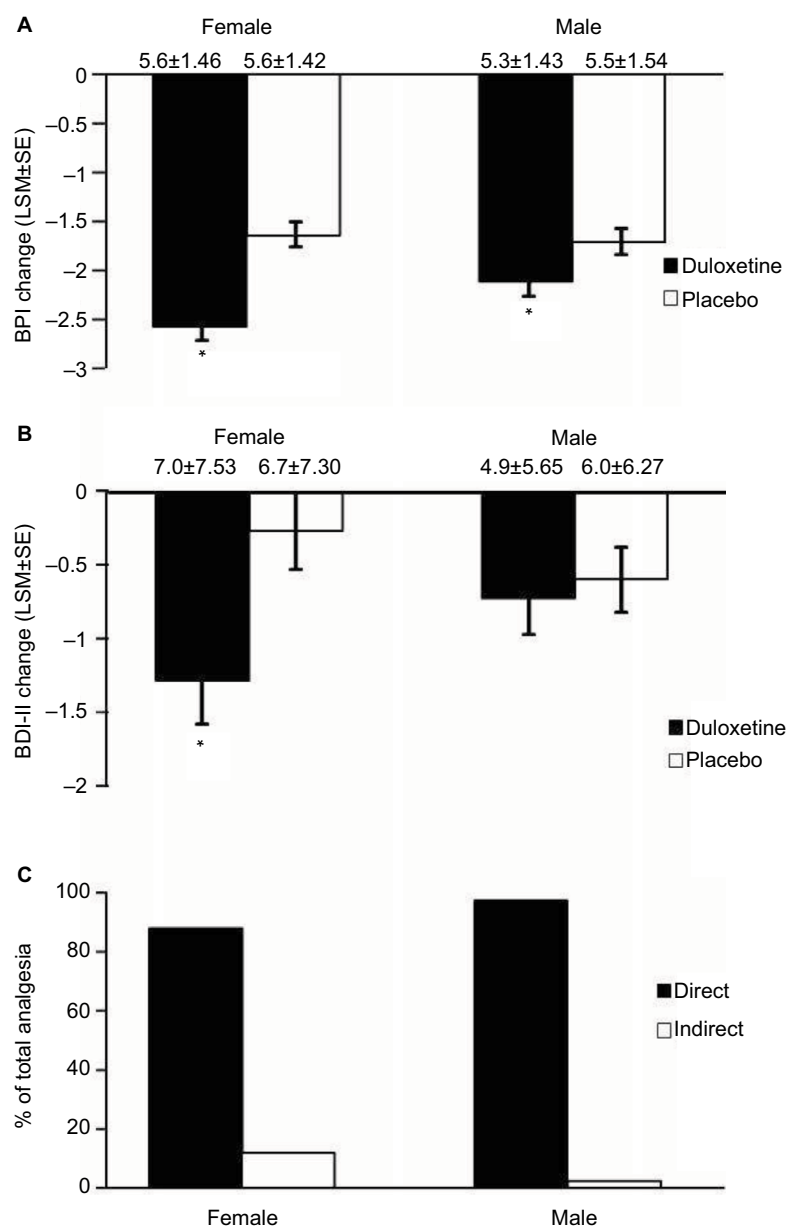 A
Female Male
5.6±1.46 5.6±1.42 5.3±1.43 5.5±1.54
0
–0.5
–1
–1.5
–2
–2.5
–3
BPI change (LSM±SE)
*
*
Duloxetine
Placebo
B
Female Male
7.0±7.53 6.7±7.30 4.9±5.65 6.0±6.27
0
–0.5
–1
–1.5
–2
BDI-II change (LSM±SE)
*
Duloxetine
Placebo
C
100
80
60
40
20
0
% of total analgesia
Direct
Indirect
Female Male